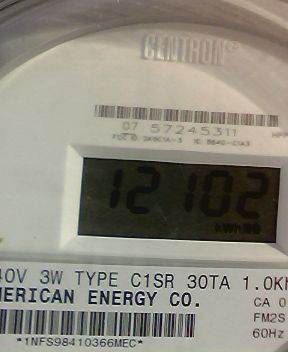 CENTRON®
07 57245311
12102
kWh
40V 3W TYPE C1SR 30TA 1.0K
MERICAN ENERGY CO.
CA 0
FM2S
60Hz
*1NFS98410366MEC*